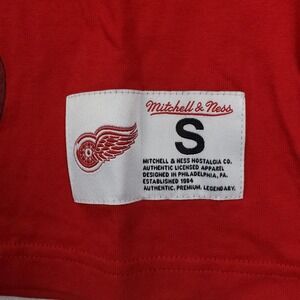 Mitchell & Ness
S
MITCHELL & NESS NOSTALGIA CO.
AUTHENTIC LICENSED APPAREL
DESIGNED IN PHILADELPHIA, PA.
ESTABLISHED 1904
AUTHENTIC. PREMIUM. LEGENDARY.